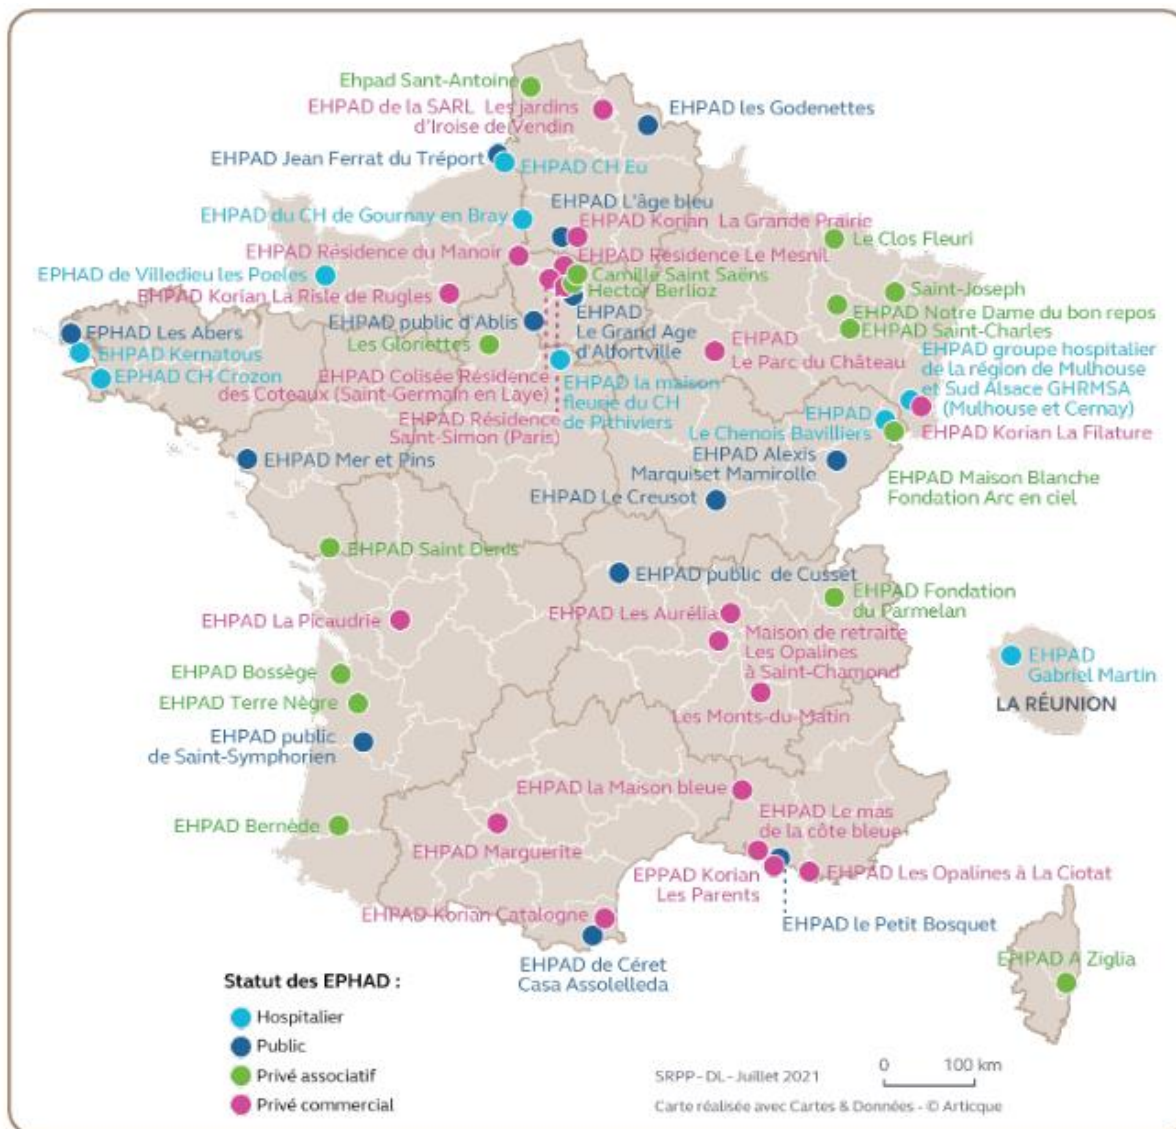 Ehpad Sant-Antoine
EHPAD de la SARL Les jardins
d'Iroise de Vendin
EHPAD les Godenettes
EHPAD Jean Ferrat du Tréport
EHPAD CH Eu
EHPAD L'âge bleu
EHPAD du CH de Gournay en Bray
EHPAD Korian La Grande Prairie
Le Clos Fleuri
EHPAD Résidence du Manoir
EHPAD Résidence Le Mesnil
EPHAD de Villedieu les Poeles
Camille Saint Saëns
Hector Berlioz
Saint-Joseph
EHPAD Korian La Risle de Rugles
EHPAD Notre Dame du bon repos
EPHAD Les Abers
EHPAD public d'Ablis
EHPAD
Le Grand Age
d'Alfortville
EHPAD Saint-Charles
EHPAD Kernatous
Les Gloriettes
EHPAD
Le Parc du Château
EHPAD groupe hospitalier
de la région de Mulhouse
et Sud Alsace GHRMSA
(Mulhouse et Cernay)
EHPAD CH Crozon
EHPAD Colisée Résidence
des Coteaux (Saint-Germain en Laye)
EHPAD la maison
fleurie du CH
de Pithiviers
EHPAD Résidence
Saint-Simon (Paris)
EHPAD
Le Chenois Bavilliers
EHPAD Korian La Filature
EHPAD Mer et Pins
EHPAD Alexis
Marquiset Mamirolle
EHPAD Maison Blanche
Fondation Arc en ciel
EHPAD Le Creusot
EHPAD Saint Denis
EHPAD public de Cusset
EHPAD Fondation
du Parmelan
EHPAD La Picaudrie
EHPAD Les Aurélia
Maison de retraite
Les Opalines
à Saint-Chamond
EHPAD
Gabriel Martin
LA RÉUNION
EHPAD Bossège
EHPAD Terre Nègre
Les Monts-du-Matin
EHPAD public
de Saint-Symphorien
EHPAD la Maison bleue
EHPAD Le mas
de la côte bleue
EHPAD Bernède
EHPAD Marguerite
EPPAD Korian
Les Parents
EHPAD Les Opalines à La Ciotat
EHPAD Korian Catalogne
EHPAD le Petit Bosquet
EHPAD de Céret
Casa Assolelleda
EHPAD A Ziglia
Statut des EPHAD :
Hospitalier
Public
Privé associatif
Privé commercial
0 100 km
SRPP - DL - Juillet 2021
Carte réalisée avec Cartes & Données - © Articque